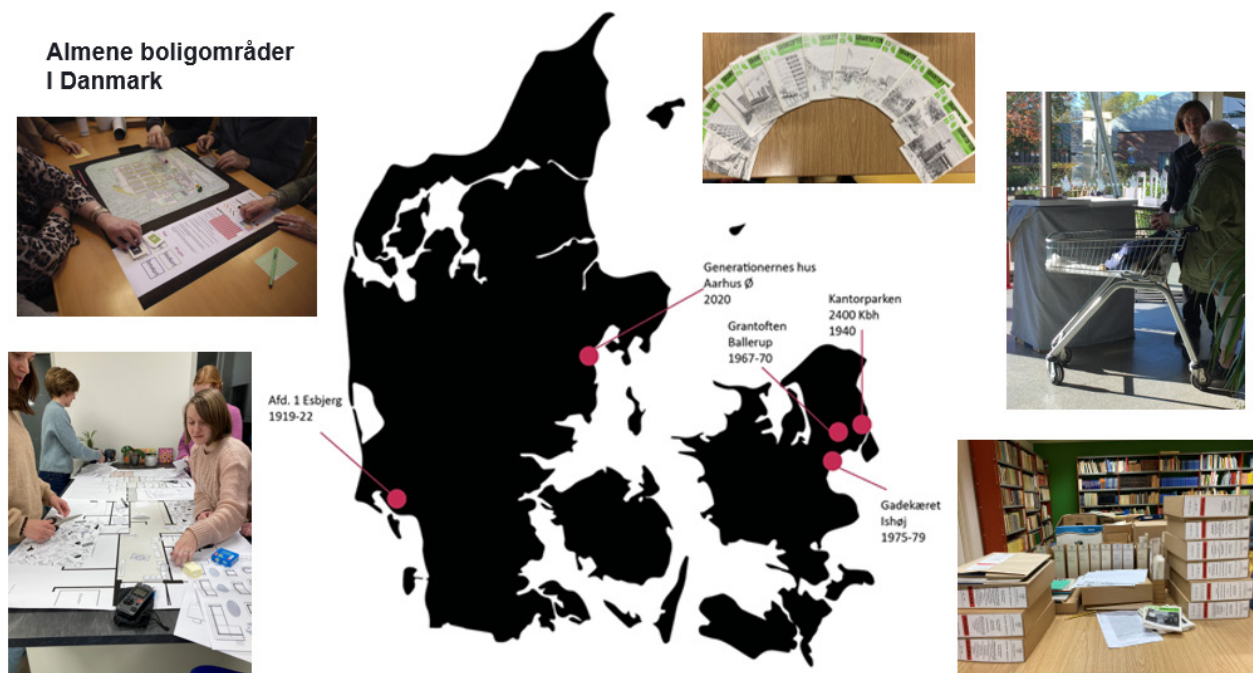 Almene boligområder
I Danmark
Generationernes hus
Aarhus Ø
2020
Kantorparken
2400 Kbh
1940
Grantoften
Ballerup
1967-70
Afd. 1 Esbjerg
1919-22
Gadekæret
Ishøj
1975-79